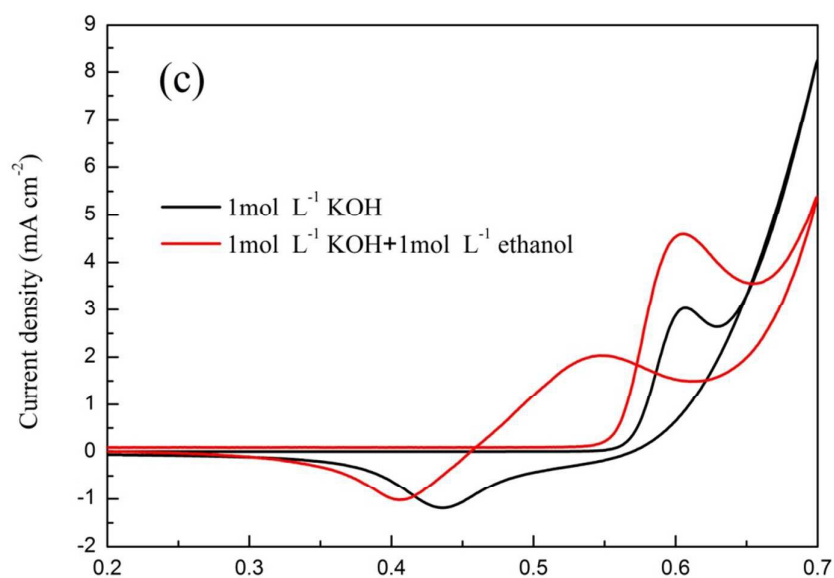 (c)
1mol L⁻¹ KOH
1mol L⁻¹ KOH+1mol L⁻¹ ethanol
Current density (mA cm⁻²)
9
8
7
6
5
4
3
2
1
0
-1
-2
0.2 0.3 0.4 0.5 0.6 0.7